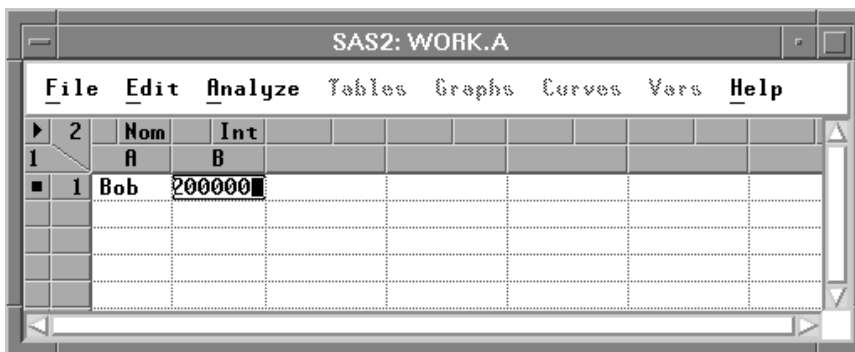 SAS2: WORK.A
File Edit Analyze Tables Graphs Curves Vars Help
2 Nom Int
1 A B
1 Bob 200000